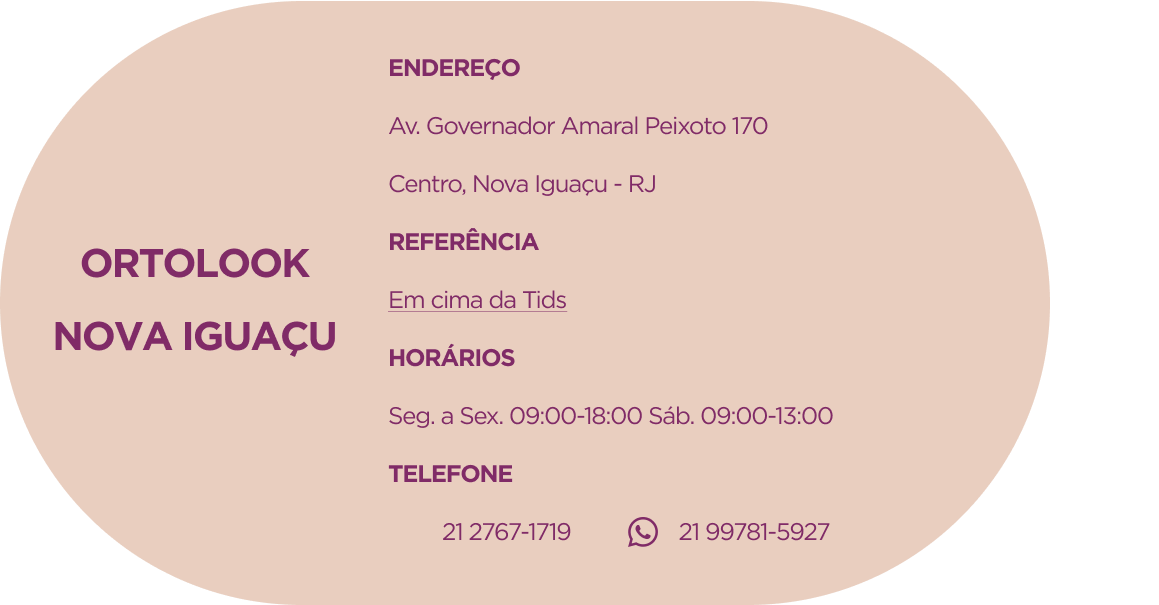 ORTOLOOK
NOVA IGUAÇU
ENDEREÇO
Av. Governador Amaral Peixoto 170
Centro, Nova Iguaçu - RJ
REFERÊNCIA
Em cima da Tids
HORÁRIOS
Seg. a Sex. 09:00-18:00 Sáb. 09:00-13:00
TELEFONE
21 2767-1719 21 99781-5927